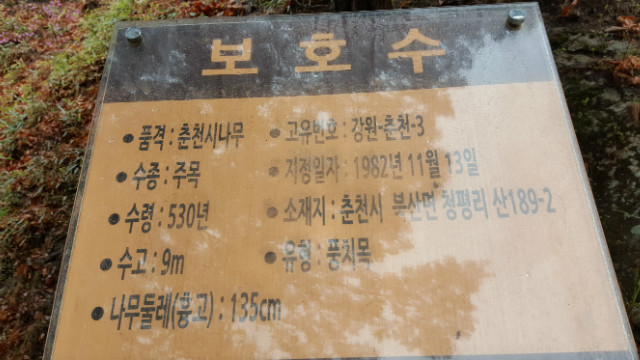 보호수
• 품격 : 춘천시나무 • 고유번호 : 강원-춘천-3
• 수종 : 주목 • 지정일자 : 1982년 11월 13일
• 수령 : 530년 • 소재지 : 춘천시 북산면 청평리 산189-2
• 수고 : 9m • 유형 : 풍치목
• 나무둘레(흉고) : 135cm